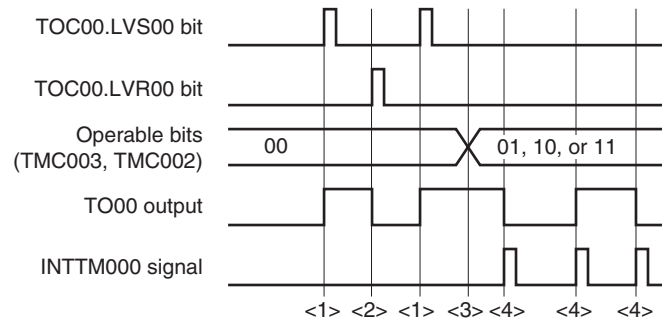 TOC00.LVS00 bit
TOC00.LVR00 bit
Operable bits
(TMC003, TMC002)
00
01, 10, or 11
TO00 output
INTTM000 signal
<1> <2> <1> <3> <4> <4> <4>